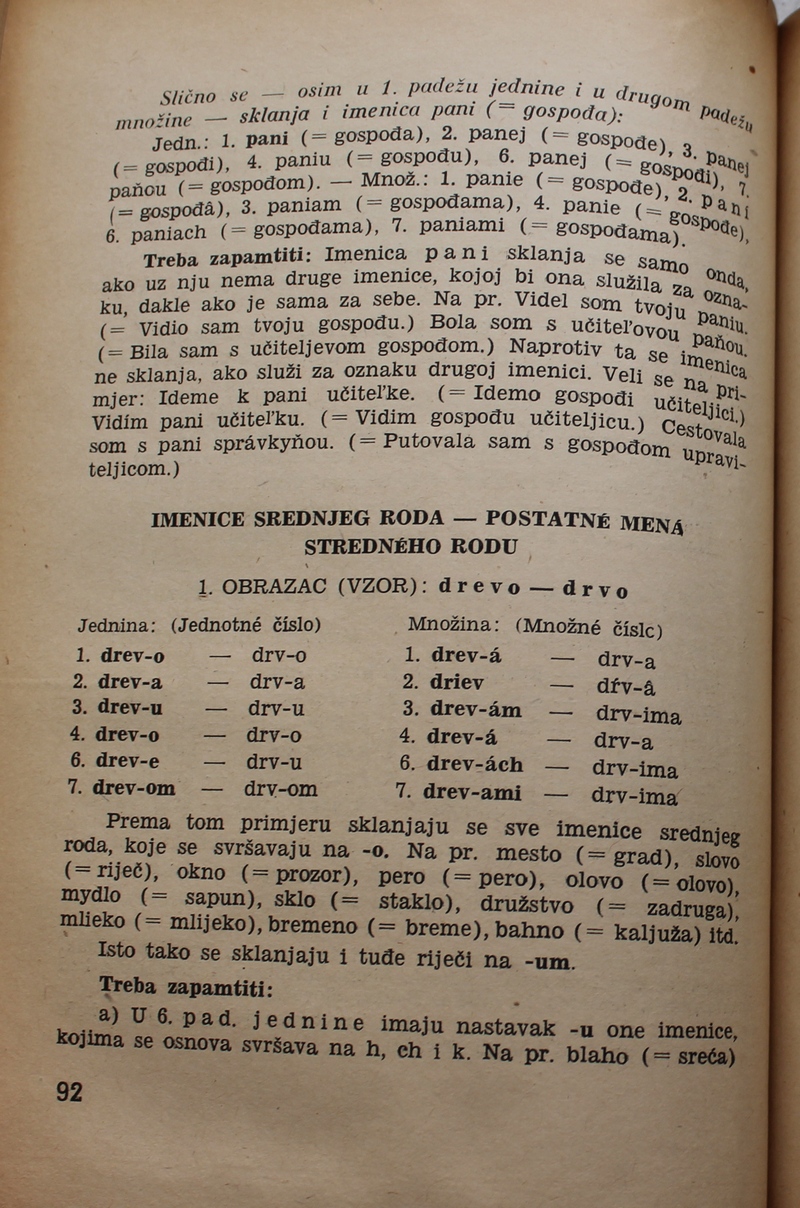 Slično se — osim u 1. padežu jednine i u drugom padežu
množine — sklanja i imenica pani (= gospođa):
Jedn.: 1. pani (= gospođa), 2. panej (= gospođe), 3. panej
(= gospođi), 4. paniu (= gospođu), 6. panej (= gospođi), 7.
paňou (= gospođom). — Množ.: 1. panie (= gospođe), 2. pani
(= gospođâ), 3. paniam (= gospođama), 4. panie (= gospođe),
6. paniach (= gospođama), 7. paniami (= gospođama).
Treba zapamtiti: Imenica pani sklanja se samo onda,
ako uz nju nema druge imenice, kojoj bi ona služila za ozna-
ku, dakle ako je sama za sebe. Na pr. Videl som tvoju paniu.
(= Vidio sam tvoju gospođu.) Bola som s učiteľovou paňou.
(= Bila sam s učiteljevom gospođom.) Naprotiv ta se imenica
ne sklanja, ako služi za oznaku drugoj imenici. Veli se na pri-
mjer: Ideme k pani učiteľke. (= Idemo gospođi učiteljici.)
Vidím pani učiteľku. (= Vidim gospođu učiteljicu.) Cestovala
som s pani správkyňou. (= Putovala sam s gospođom upravi-
teljicom.)
IMENICE SREDNJEG RODA — POSTATNÉ MENÁ
STREDNÉHO RODU
1. OBRAZAC (VZOR): drevo — drvo
Jednina: (Jednotné číslo) Množina: (Množné číslc)
1. drev-o — drv-o 1. drev-á — drv-a
2. drev-a — drv-a 2. driev — dŕv-â
3. drev-u — drv-u 3. drev-ám — drv-ima
4. drev-o — drv-o 4. drev-á — drv-a
6. drev-e — drv-u 6. drev-ách — drv-ima
7. drev-om — drv-om 7. drev-ami — drv-ima
Prema tom primjeru sklanjaju se sve imenice srednjeg
roda, koje se svršavaju na -o. Na pr. mesto (= grad), slovo
(= riječ), okno (= prozor), pero (= pero), olovo (= olovo),
mydlo (= sapun), sklo (= staklo), družstvo (= zadruga),
mlieko (= mlijeko), bremeno (= breme), bahno (= kaljuža) itd.
Isto tako se sklanjaju i tuđe riječi na -um.
Treba zapamtiti:
a) U 6. pad. jednine imaju nastavak -u one imenice,
kojima se osnova svršava na h, ch i k. Na pr. blaho (= sreća)
92